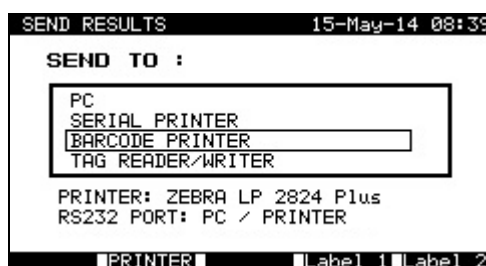 SEND RESULTS 15-May-14 08:39
SEND TO :
PC
SERIAL PRINTER
BARCODE PRINTER
TAG READER/WRITER
PRINTER: ZEBRA LP 2824 Plus
RS232 PORT: PC / PRINTER
PRINTER Label 1 Label 2